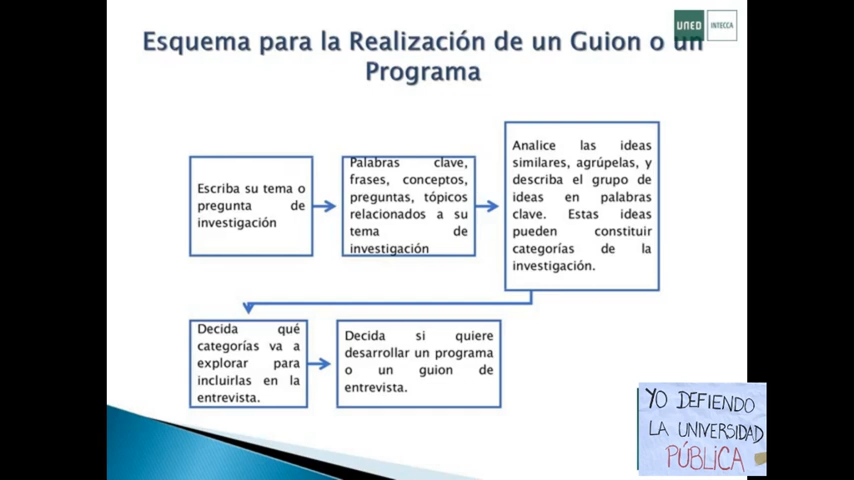 UNED
INTECCA
Esquema para la Realización de un Guion o un
Programa
Escriba su tema o
pregunta de
investigación
Palabras clave,
frases, conceptos,
preguntas, tópicos
relacionados a su
tema de
investigación
Analice las ideas
similares, agrúpelas, y
describa el grupo de
ideas en palabras
clave. Estas ideas
pueden constituir
categorías de la
investigación.
Decida qué
categorías va a
explorar para
incluirlas en la
entrevista.
Decida si quiere
desarrollar un programa
o un guion de
entrevista.
YO DEFIENDO
LA UNIVERSIDAD
PÚBLICA